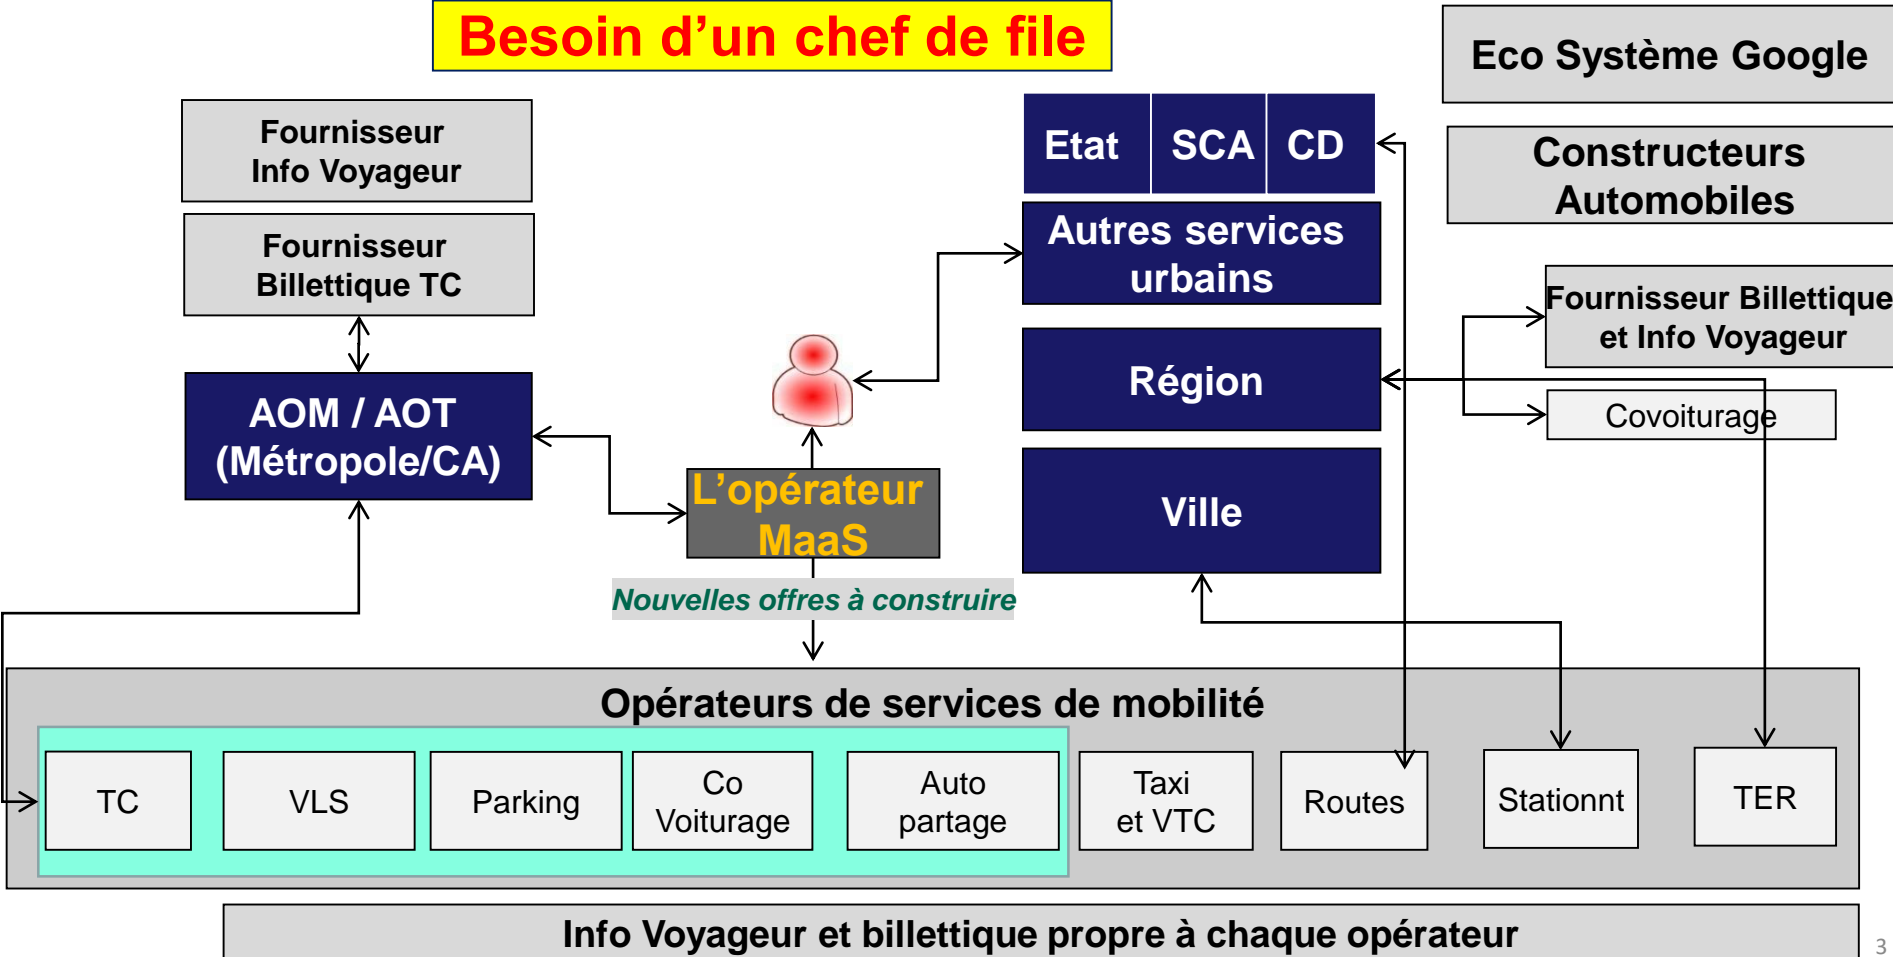 Besoin d’un chef de file
Eco Système Google
Fournisseur
Info Voyageur
Etat SCA CD
Constructeurs
Automobiles
Fournisseur
Billettique TC
Autres services
urbains
Fournisseur Billettique
et Info Voyageur
Région
Covoiturage
AOM / AOT
(Métropole/CA)
L’opérateur
MaaS
Ville
Nouvelles offres à construire
Opérateurs de services de mobilité
TC
VLS
Parking
Co
Voiturage
Auto
partage
Taxi
et VTC
Routes
Stationnt
TER
Info Voyageur et billettique propre à chaque opérateur
3